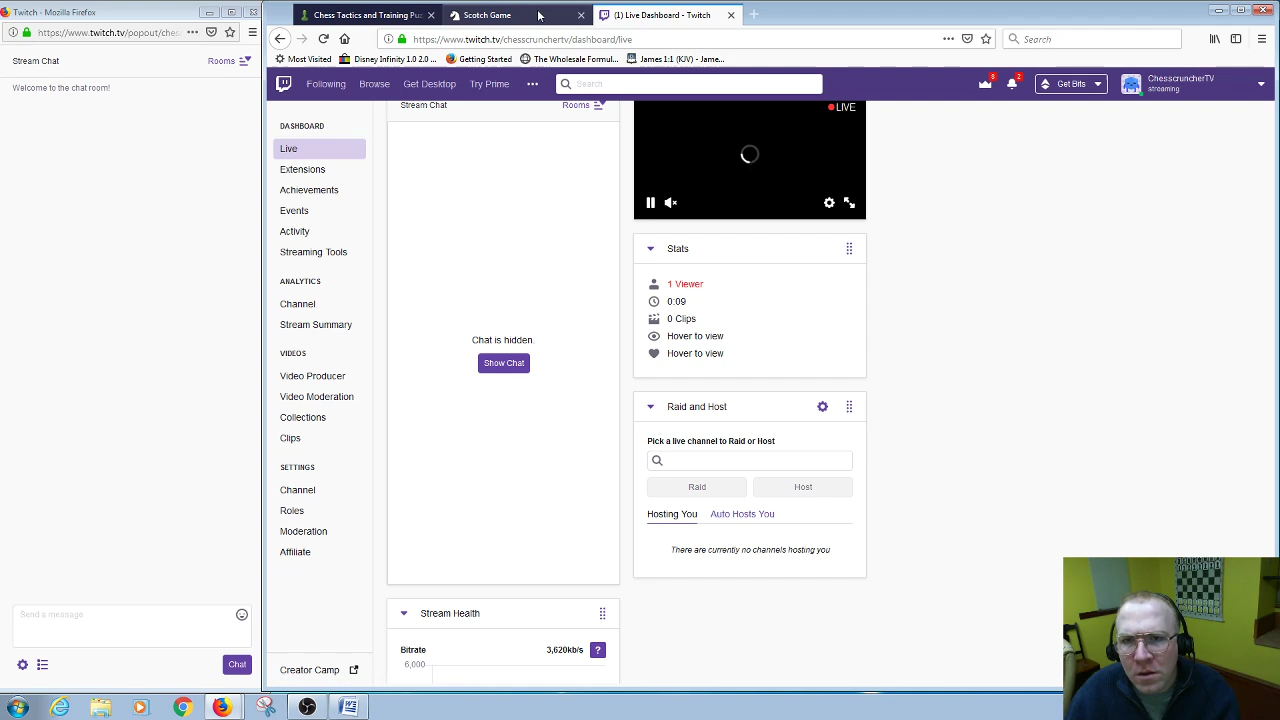 Twitch - Mozilla Firefox
https://www.twitch.tv/popout/ches
Stream Chat
Rooms
Welcome to the chat room!
Send a message
Chat
Chess Tactics and Training Puz
Scotch Game
(1) Live Dashboard - Twitch
https://www.twitch.tv/chesscrunchertv/dashboard/live
Search
Most Visited
Disney Infinity 1.0 2.0 ...
Getting Started
The Wholesale Formul...
James 1:1 (KJV) - Jame...
Following
Browse
Get Desktop
Try Prime
Search
8
2
Get Bits
ChesscruncherTV
streaming
DASHBOARD
Live
Extensions
Achievements
Events
Activity
Streaming Tools
ANALYTICS
Channel
Stream Summary
VIDEOS
Video Producer
Video Moderation
Collections
Clips
SETTINGS
Channel
Roles
Moderation
Affiliate
Creator Camp
Stream Chat
Rooms
Chat is hidden.
Show Chat
Stream Health
Bitrate
3,620kb/s
?
6,000
LIVE
Stats
1 Viewer
0:09
0 Clips
Hover to view
Hover to view
Raid and Host
Pick a live channel to Raid or Host
Raid
Host
Hosting You
Auto Hosts You
There are currently no channels hosting you